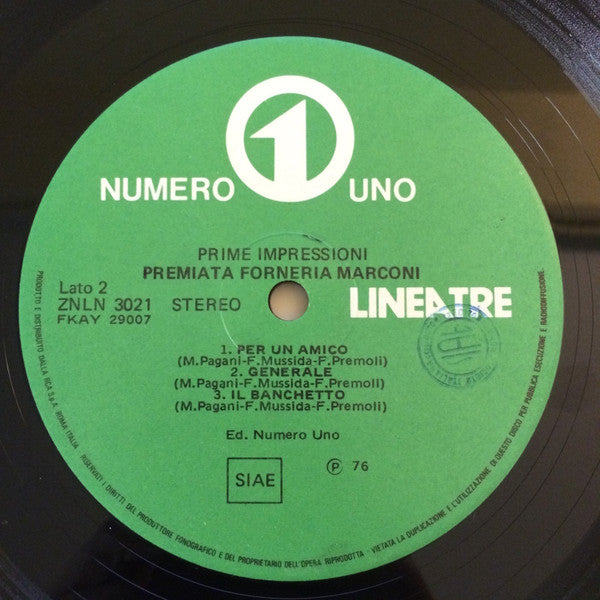 1
NUMERO UNO
PRIME IMPRESSIONI
PREMIATA FORNERIA MARCONI
Lato 2
ZNLN 3021 STEREO
FKAY 29007
LINEATRE
1. PER UN AMICO
(M.Pagani-F.Mussida-F.Premoli)
2. GENERALE
(M.Pagani-F.Mussida-F.Premoli)
3. IL BANCHETTO
(M.Pagani-F.Mussida-F.Premoli)
Ed. Numero Uno
SIAE
Ⓟ 76
PRODOTTO E DISTRIBUITO DALLA RCA S.p.A. ROMA ITALIA - RISERVATI I DIRITTI DEL PRODUTTORE FONOGRAFICO E DEL PROPRIETARIO DELL'OPERA RIPRODOTTA - VIETATA LA DUPLICAZIONE E L'UTILIZZAZIONE DI QUESTO DISCO PER PUBBLICA ESECUZIONE E RADIODIFFUSIONE.